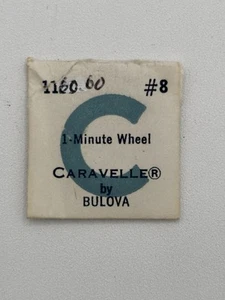 1160.60 #8
C
1-Minute Wheel
CARAVELLE®
by
BULOVA